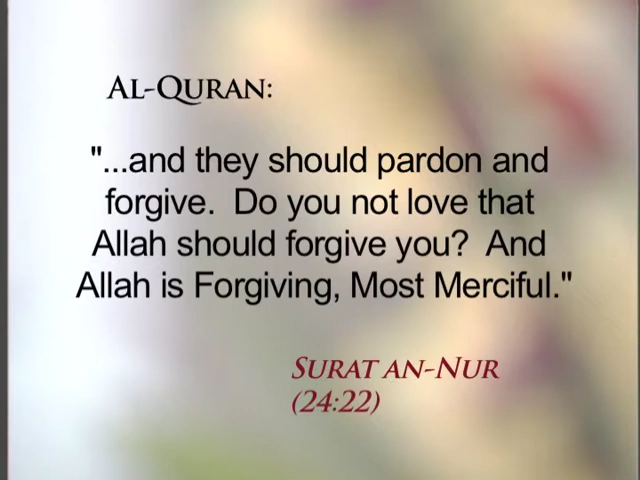 AL-QURAN:
"...and they should pardon and
forgive.  Do you not love that
Allah should forgive you?  And
Allah is Forgiving, Most Merciful."
SURAT AN-NUR
(24:22)